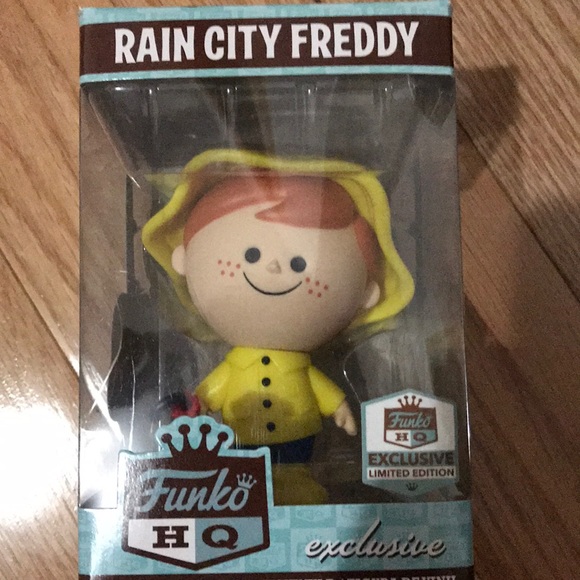 RAIN CITY FREDDY
Funko
HQ
EXCLUSIVE
LIMITED EDITION
Funko
HQ
exclusive